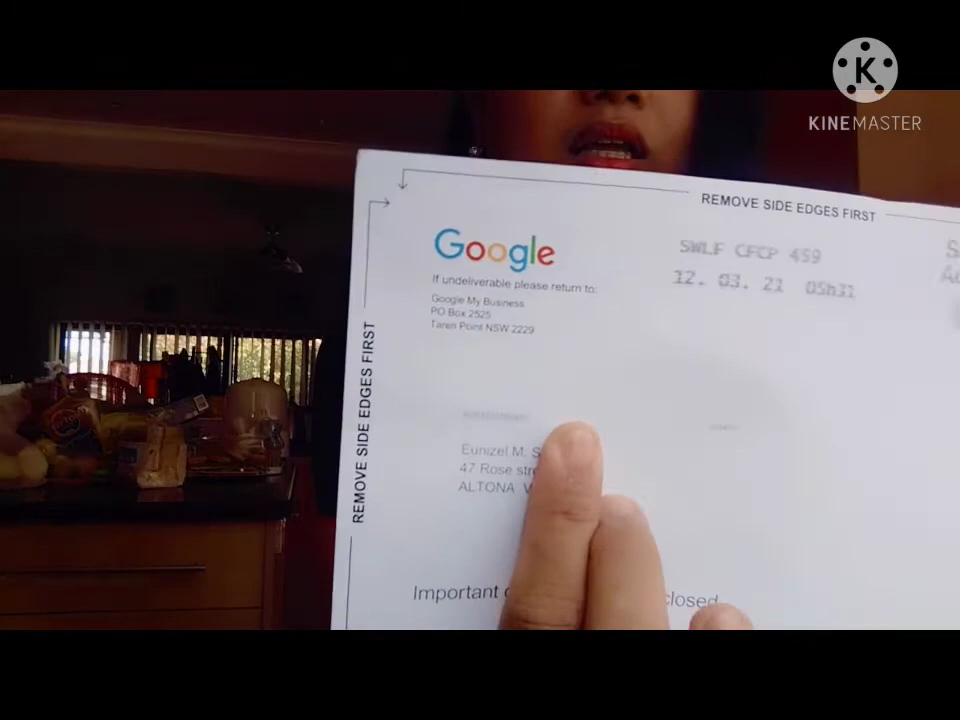 K
KINEMASTER
REMOVE SIDE EDGES FIRST
Google
If undeliverable please return to:
Google My Business
PO Box 2525
Taren Point NSW 2229
SWLF CFCP 459
12. 03. 21 05h31
REMOVE SIDE EDGES FIRST
Eunizel M. S
47 Rose
ALTONA V
Important
closed